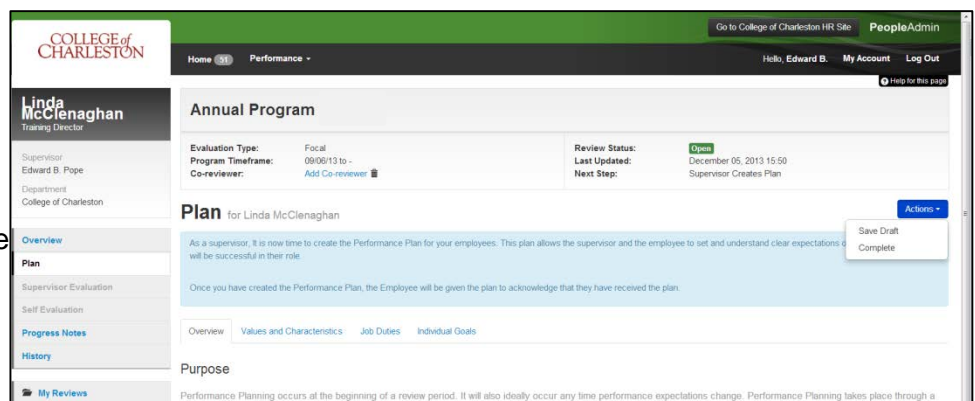 Go to College of Charleston HR Site PeopleAdmin
COLLEGE of
CHARLESTON
Home 51 Performance
Hello, Edward B. My Account Log Out
Help for this page
Linda
McClenaghan
Training Director
Annual Program
Supervisor
Edward B. Pope
Department
College of Charleston
Evaluation Type: Focal
Program Timeframe: 09/06/13 to -
Co-reviewer: Add Co-reviewer
Review Status: Open
Last Updated: December 05, 2013 15:50
Next Step: Supervisor Creates Plan
Plan for Linda McClenaghan
Actions
Save Draft
Complete
e
Overview
Plan
Supervisor Evaluation
Self Evaluation
Progress Notes
History
My Reviews
As a supervisor, It is now time to create the Performance Plan for your employees. This plan allows the supervisor and the employee to set and understand clear expectations
will be successful in their role.
Once you have created the Performance Plan, the Employee will be given the plan to acknowledge that they have received the plan.
Overview Values and Characteristics Job Duties Individual Goals
Purpose
Performance Planning occurs at the beginning of a review period. It will also ideally occur any time performance expectations change. Performance Planning takes place through a